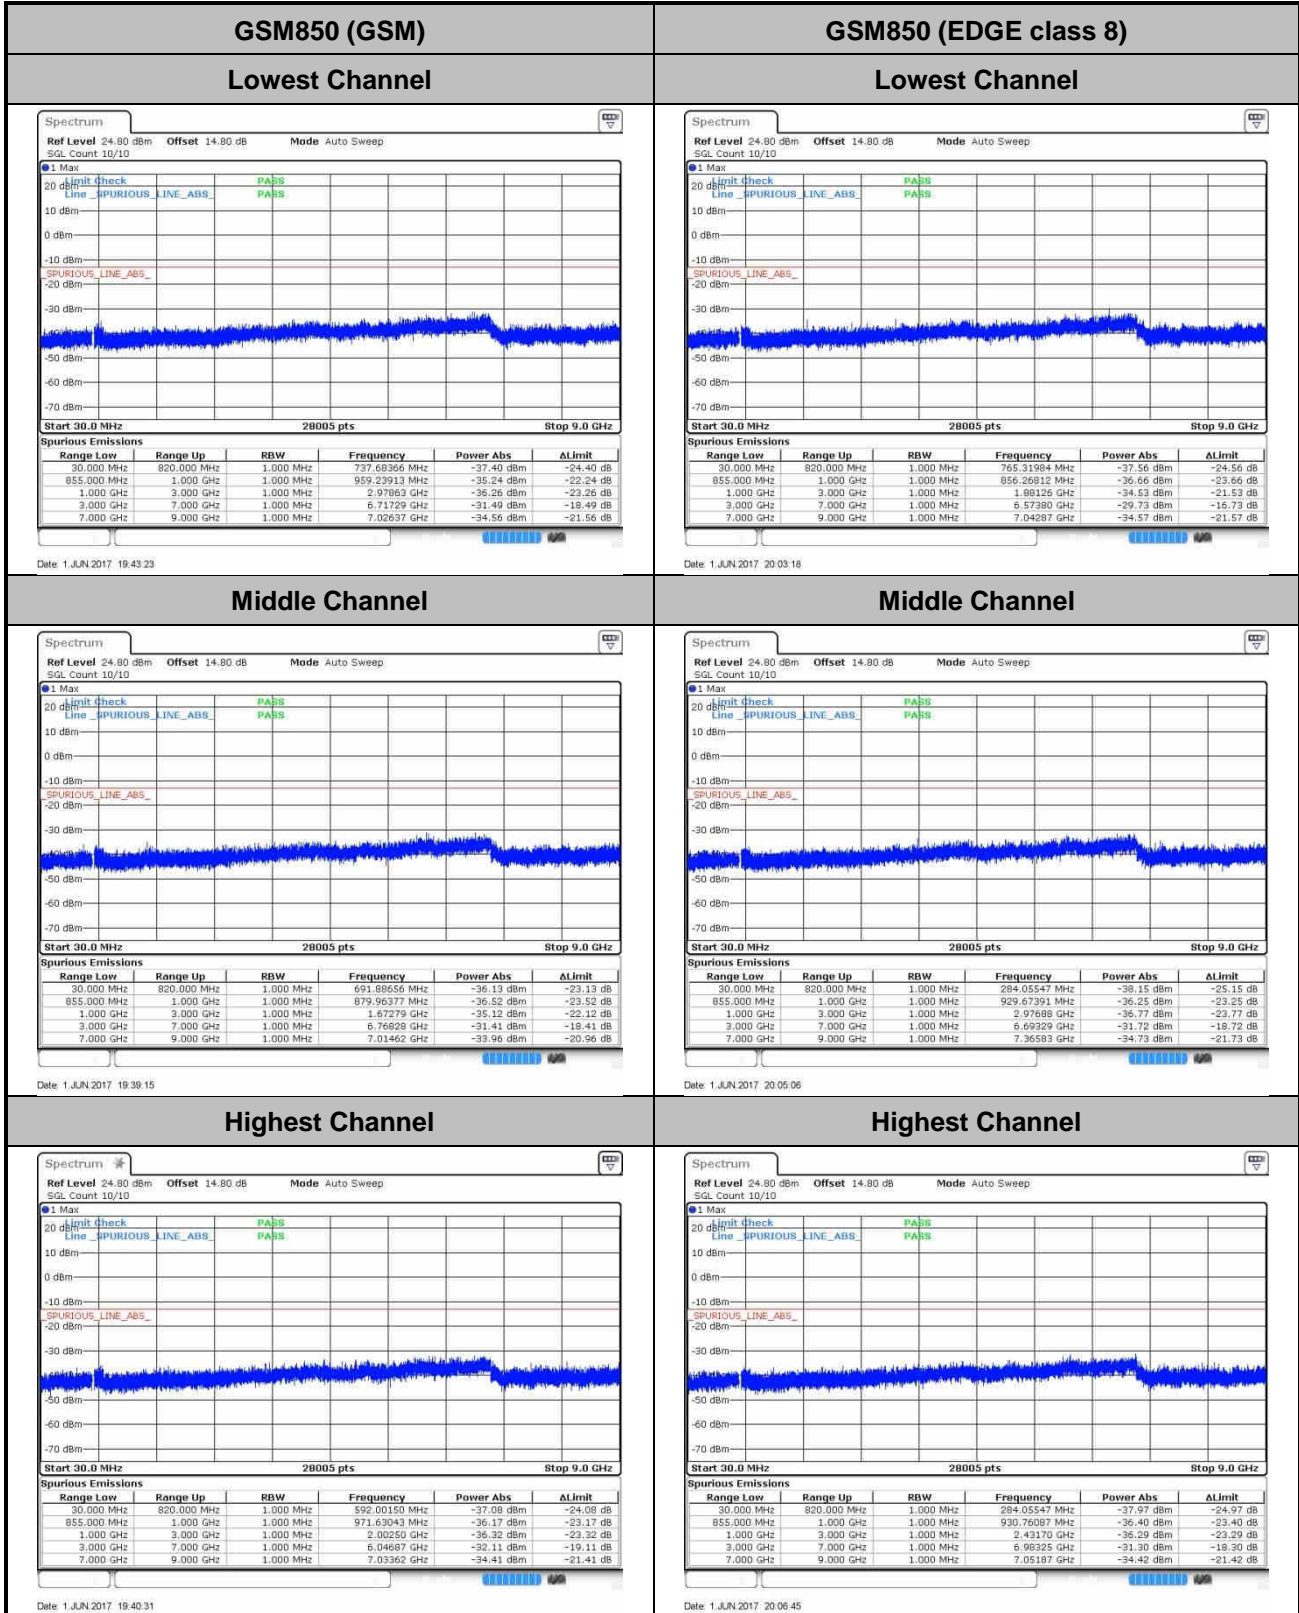 GSM850 (GSM)
GSM850 (EDGE class 8)
Lowest Channel
Lowest Channel
Spectrum
Ref Level 24.80 dBm Offset 14.80 dB Mode Auto Sweep
SGL Count 10/10
1 Max
Limit Check PASS
20 dBm
Line _SPURIOUS_LINE_ABS_ PASS
10 dBm
0 dBm
-10 dBm
_SPURIOUS_LINE_ABS_
-20 dBm
-30 dBm
-50 dBm
-60 dBm
-70 dBm
Start 30.0 MHz 28005 pts Stop 9.0 GHz
Spurious Emissions
Range Low Range Up RBW Frequency Power Abs ΔLimit
30.000 MHz 820.000 MHz 1.000 MHz 737.68366 MHz -37.40 dBm -24.40 dB
855.000 MHz 1.000 GHz 1.000 MHz 959.23913 MHz -35.24 dBm -22.24 dB
1.000 GHz 3.000 GHz 1.000 MHz 2.97863 GHz -36.26 dBm -23.26 dB
3.000 GHz 7.000 GHz 1.000 MHz 6.71729 GHz -31.49 dBm -18.49 dB
7.000 GHz 9.000 GHz 1.000 MHz 7.02637 GHz -34.56 dBm -21.56 dB
Date: 1.JUN.2017 19:43:23
Spectrum
Ref Level 24.80 dBm Offset 14.80 dB Mode Auto Sweep
SGL Count 10/10
1 Max
Limit Check PASS
20 dBm
Line _SPURIOUS_LINE_ABS_ PASS
10 dBm
0 dBm
-10 dBm
_SPURIOUS_LINE_ABS_
-20 dBm
-30 dBm
-50 dBm
-60 dBm
-70 dBm
Start 30.0 MHz 28005 pts Stop 9.0 GHz
Spurious Emissions
Range Low Range Up RBW Frequency Power Abs ΔLimit
30.000 MHz 820.000 MHz 1.000 MHz 765.31984 MHz -37.56 dBm -24.56 dB
855.000 MHz 1.000 GHz 1.000 MHz 856.26812 MHz -36.66 dBm -23.66 dB
1.000 GHz 3.000 GHz 1.000 MHz 1.88126 GHz -34.53 dBm -21.53 dB
3.000 GHz 7.000 GHz 1.000 MHz 6.57380 GHz -29.73 dBm -16.73 dB
7.000 GHz 9.000 GHz 1.000 MHz 7.04287 GHz -34.57 dBm -21.57 dB
Date: 1.JUN.2017 20:03:18
Middle Channel
Middle Channel
Spectrum
Ref Level 24.80 dBm Offset 14.80 dB Mode Auto Sweep
SGL Count 10/10
1 Max
Limit Check PASS
20 dBm
Line _SPURIOUS_LINE_ABS_ PASS
10 dBm
0 dBm
-10 dBm
_SPURIOUS_LINE_ABS_
-20 dBm
-30 dBm
-50 dBm
-60 dBm
-70 dBm
Start 30.0 MHz 28005 pts Stop 9.0 GHz
Spurious Emissions
Range Low Range Up RBW Frequency Power Abs ΔLimit
30.000 MHz 820.000 MHz 1.000 MHz 691.88656 MHz -36.13 dBm -23.13 dB
855.000 MHz 1.000 GHz 1.000 MHz 879.96377 MHz -36.52 dBm -23.52 dB
1.000 GHz 3.000 GHz 1.000 MHz 1.67279 GHz -35.12 dBm -22.12 dB
3.000 GHz 7.000 GHz 1.000 MHz 6.76828 GHz -31.41 dBm -18.41 dB
7.000 GHz 9.000 GHz 1.000 MHz 7.01462 GHz -33.96 dBm -20.96 dB
Date: 1.JUN.2017 19:39:15
Spectrum
Ref Level 24.80 dBm Offset 14.80 dB Mode Auto Sweep
SGL Count 10/10
1 Max
Limit Check PASS
20 dBm
Line _SPURIOUS_LINE_ABS_ PASS
10 dBm
0 dBm
-10 dBm
_SPURIOUS_LINE_ABS_
-20 dBm
-30 dBm
-50 dBm
-60 dBm
-70 dBm
Start 30.0 MHz 28005 pts Stop 9.0 GHz
Spurious Emissions
Range Low Range Up RBW Frequency Power Abs ΔLimit
30.000 MHz 820.000 MHz 1.000 MHz 284.05547 MHz -38.15 dBm -25.15 dB
855.000 MHz 1.000 GHz 1.000 MHz 929.67391 MHz -36.25 dBm -23.25 dB
1.000 GHz 3.000 GHz 1.000 MHz 2.97688 GHz -36.77 dBm -23.77 dB
3.000 GHz 7.000 GHz 1.000 MHz 6.69329 GHz -31.72 dBm -18.72 dB
7.000 GHz 9.000 GHz 1.000 MHz 7.36583 GHz -34.73 dBm -21.73 dB
Date: 1.JUN.2017 20:05:06
Highest Channel
Highest Channel
Spectrum
Ref Level 24.80 dBm Offset 14.80 dB Mode Auto Sweep
SGL Count 10/10
1 Max
Limit Check PASS
20 dBm
Line _SPURIOUS_LINE_ABS_ PASS
10 dBm
0 dBm
-10 dBm
_SPURIOUS_LINE_ABS_
-20 dBm
-30 dBm
-50 dBm
-60 dBm
-70 dBm
Start 30.0 MHz 28005 pts Stop 9.0 GHz
Spurious Emissions
Range Low Range Up RBW Frequency Power Abs ΔLimit
30.000 MHz 820.000 MHz 1.000 MHz 592.00150 MHz -37.08 dBm -24.08 dB
855.000 MHz 1.000 GHz 1.000 MHz 971.63043 MHz -36.17 dBm -23.17 dB
1.000 GHz 3.000 GHz 1.000 MHz 2.00250 GHz -36.32 dBm -23.32 dB
3.000 GHz 7.000 GHz 1.000 MHz 6.04687 GHz -32.11 dBm -19.11 dB
7.000 GHz 9.000 GHz 1.000 MHz 7.03362 GHz -34.41 dBm -21.41 dB
Date: 1.JUN.2017 19:40:31
Spectrum
Ref Level 24.80 dBm Offset 14.80 dB Mode Auto Sweep
SGL Count 10/10
1 Max
Limit Check PASS
20 dBm
Line _SPURIOUS_LINE_ABS_ PASS
10 dBm
0 dBm
-10 dBm
_SPURIOUS_LINE_ABS_
-20 dBm
-30 dBm
-50 dBm
-60 dBm
-70 dBm
Start 30.0 MHz 28005 pts Stop 9.0 GHz
Spurious Emissions
Range Low Range Up RBW Frequency Power Abs ΔLimit
30.000 MHz 820.000 MHz 1.000 MHz 284.05547 MHz -37.97 dBm -24.97 dB
855.000 MHz 1.000 GHz 1.000 MHz 930.76087 MHz -36.40 dBm -23.40 dB
1.000 GHz 3.000 GHz 1.000 MHz 2.43170 GHz -36.29 dBm -23.29 dB
3.000 GHz 7.000 GHz 1.000 MHz 6.98325 GHz -31.30 dBm -18.30 dB
7.000 GHz 9.000 GHz 1.000 MHz 7.05187 GHz -34.42 dBm -21.42 dB
Date: 1.JUN.2017 20:06:45